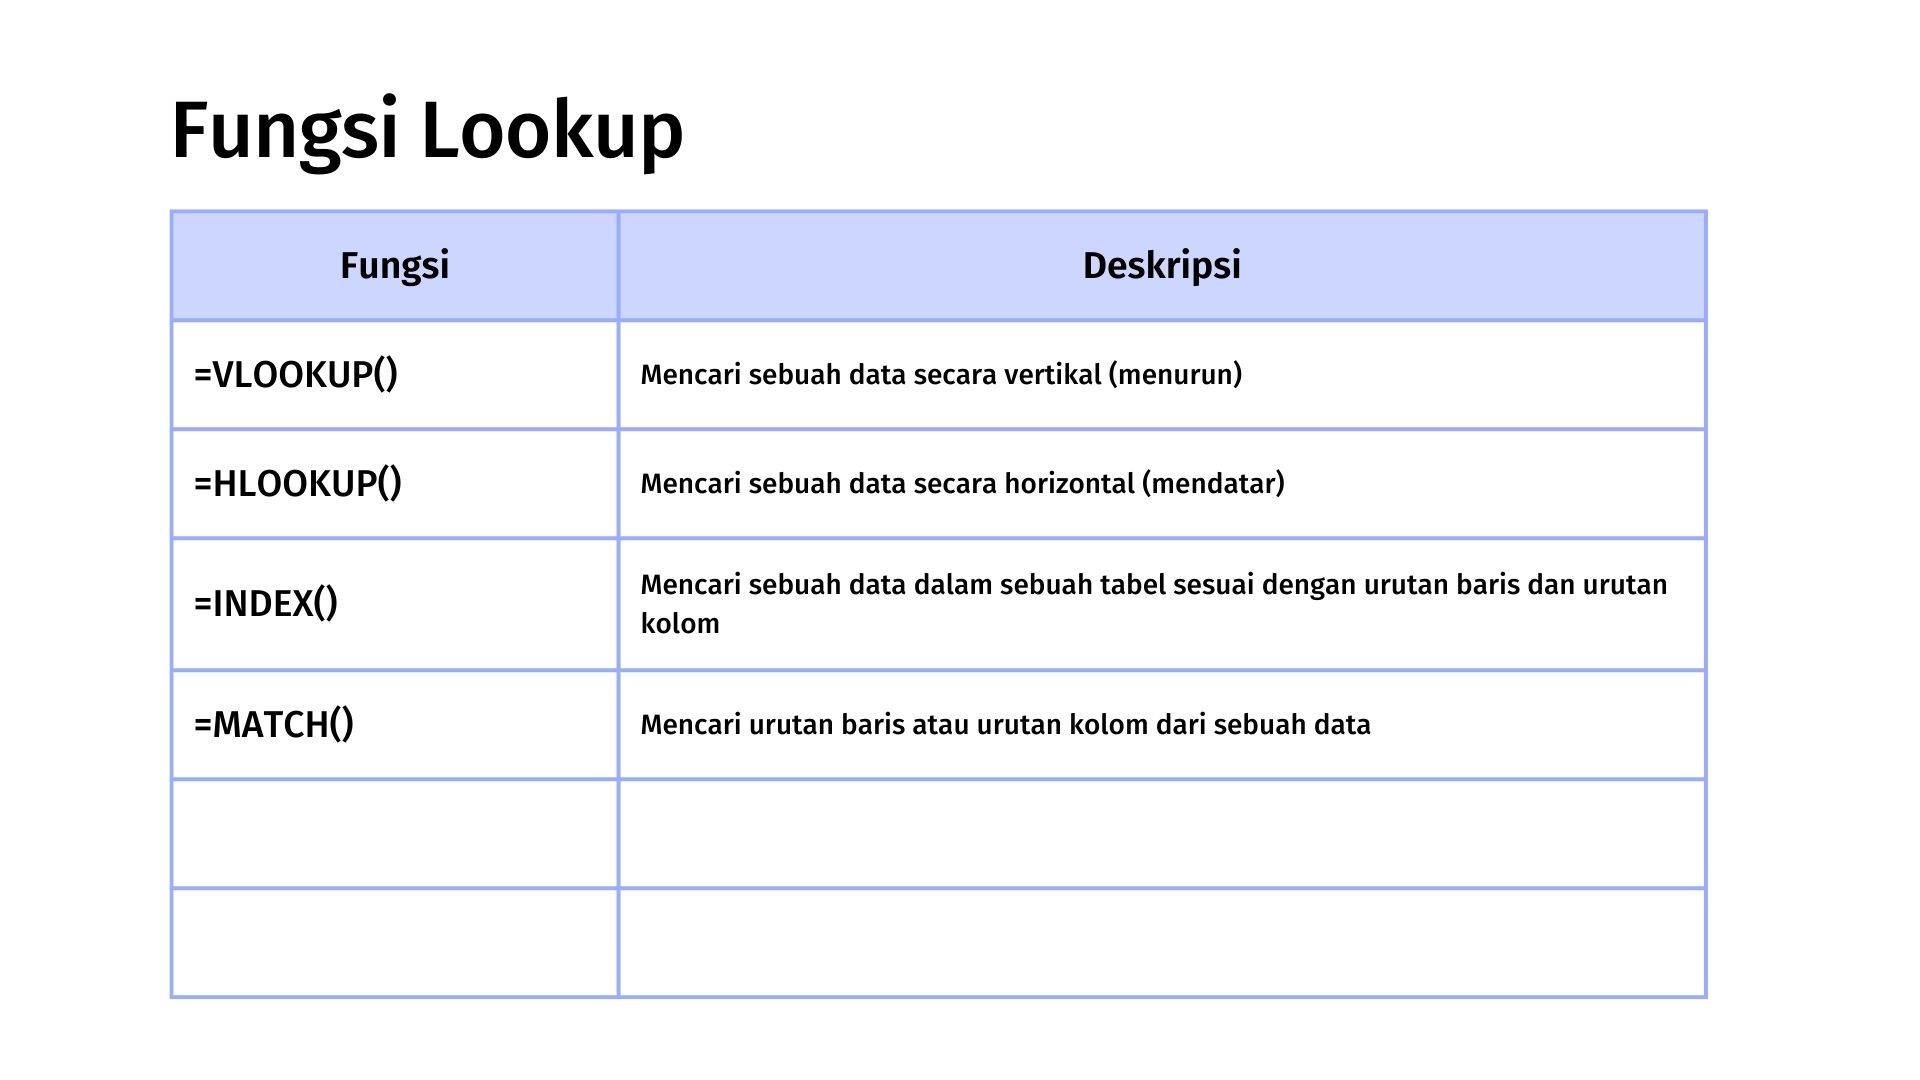 Fungsi Lookup
Fungsi
Deskripsi
=VLOOKUP()
Mencari sebuah data secara vertikal (menurun)
=HLOOKUP()
Mencari sebuah data secara horizontal (mendatar)
=INDEX()
Mencari sebuah data dalam sebuah tabel sesuai dengan urutan baris dan urutan
kolom
=MATCH()
Mencari urutan baris atau urutan kolom dari sebuah data